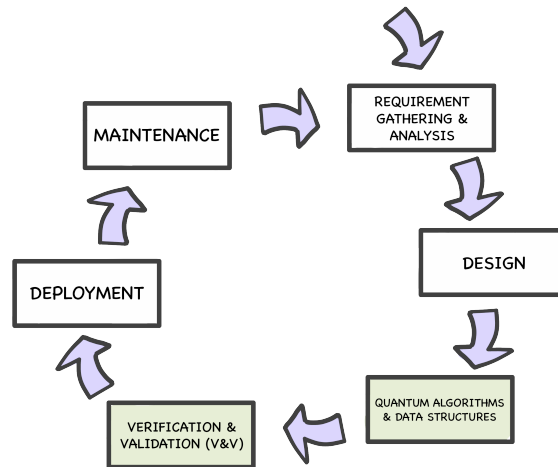 REQUIREMENT
GATHERING &
ANALYSIS
MAINTENANCE
DESIGN
DEPLOYMENT
QUANTUM ALGORITHMS
& DATA STRUCTURES
VERIFICATION &
VALIDATION (V&V)